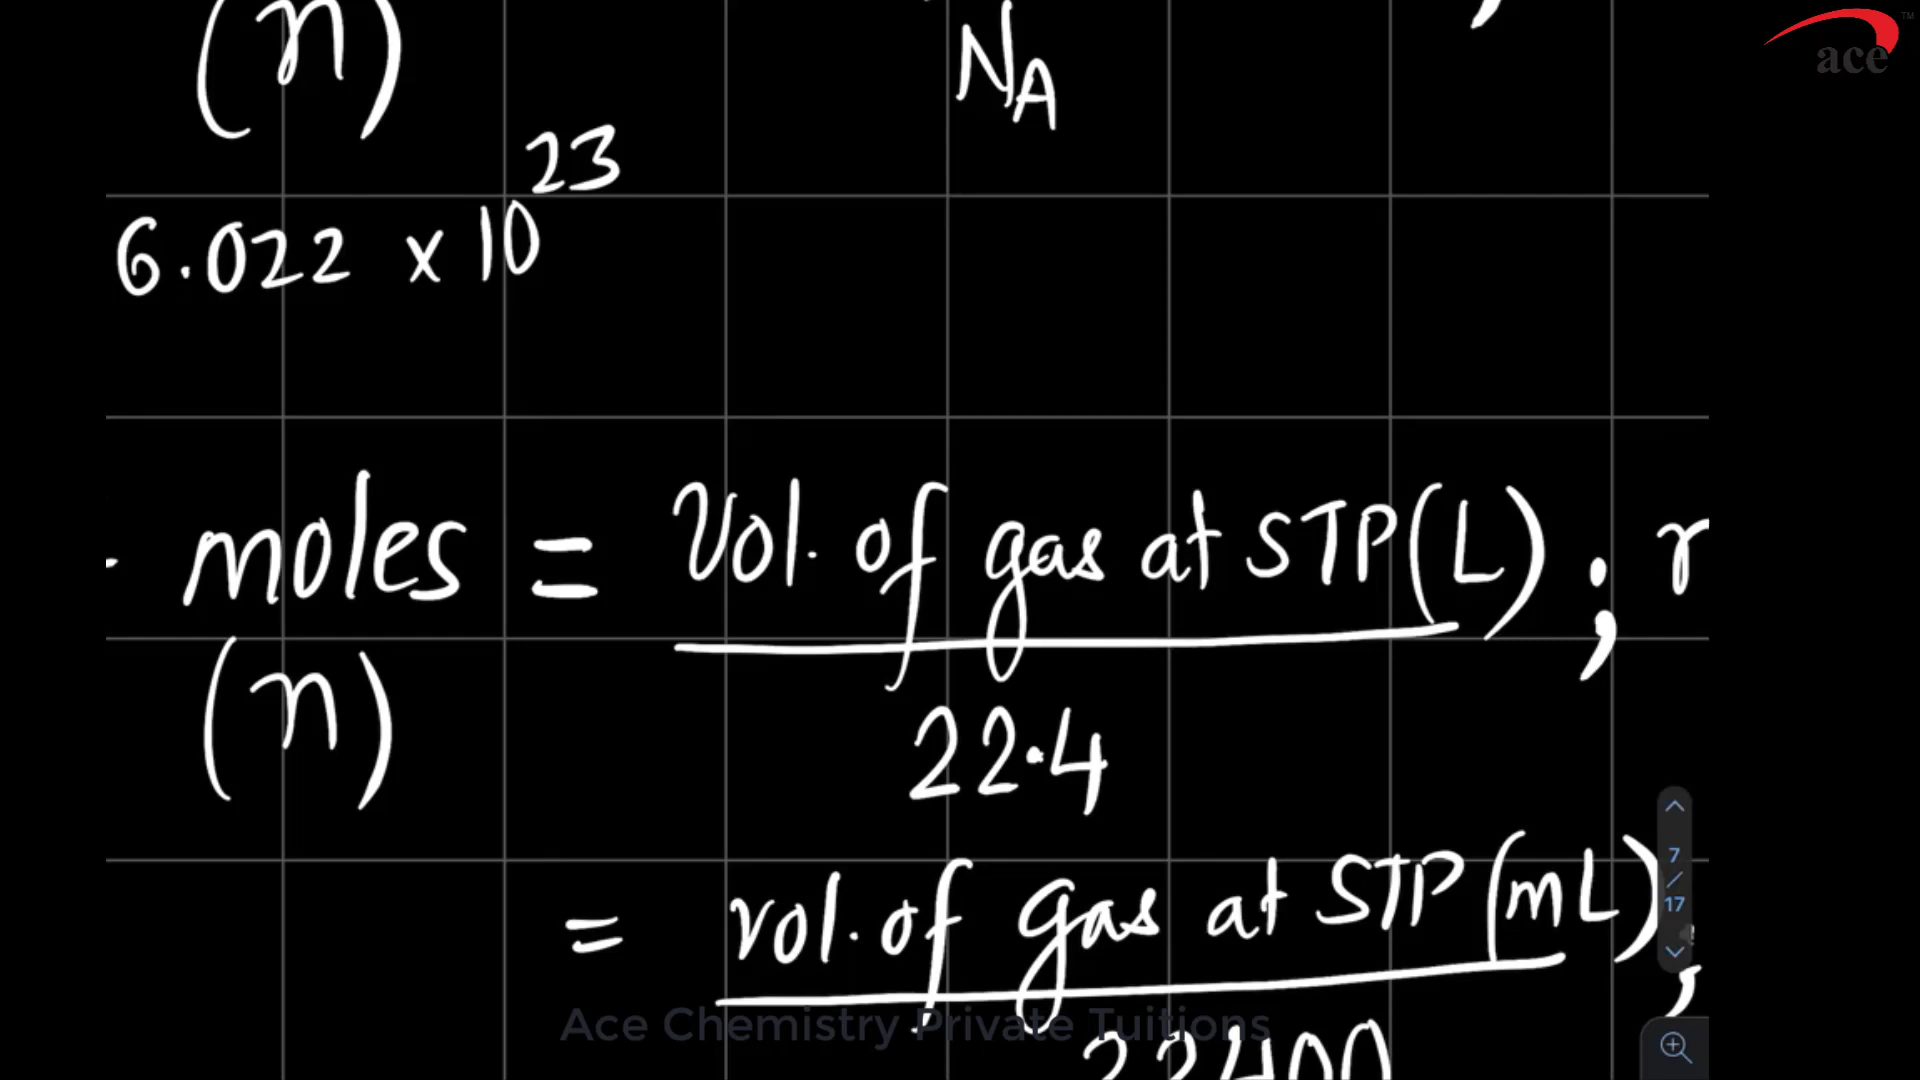 ace TM
(n) N_A
6.022 x 10^23
moles = Vol. of gas at STP(L) ; n
(n) 22.4
= vol. of gas at STP (mL) ,
22400
7
/
17
Ace Chemistry Private Tuitions